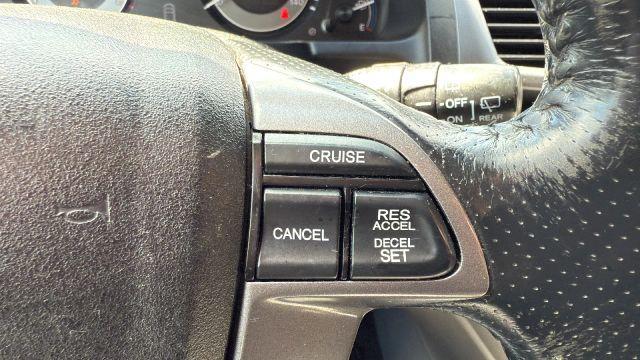 OFF
ON
REAR
CRUISE
CANCEL
RES
ACCEL
DECEL
SET
E